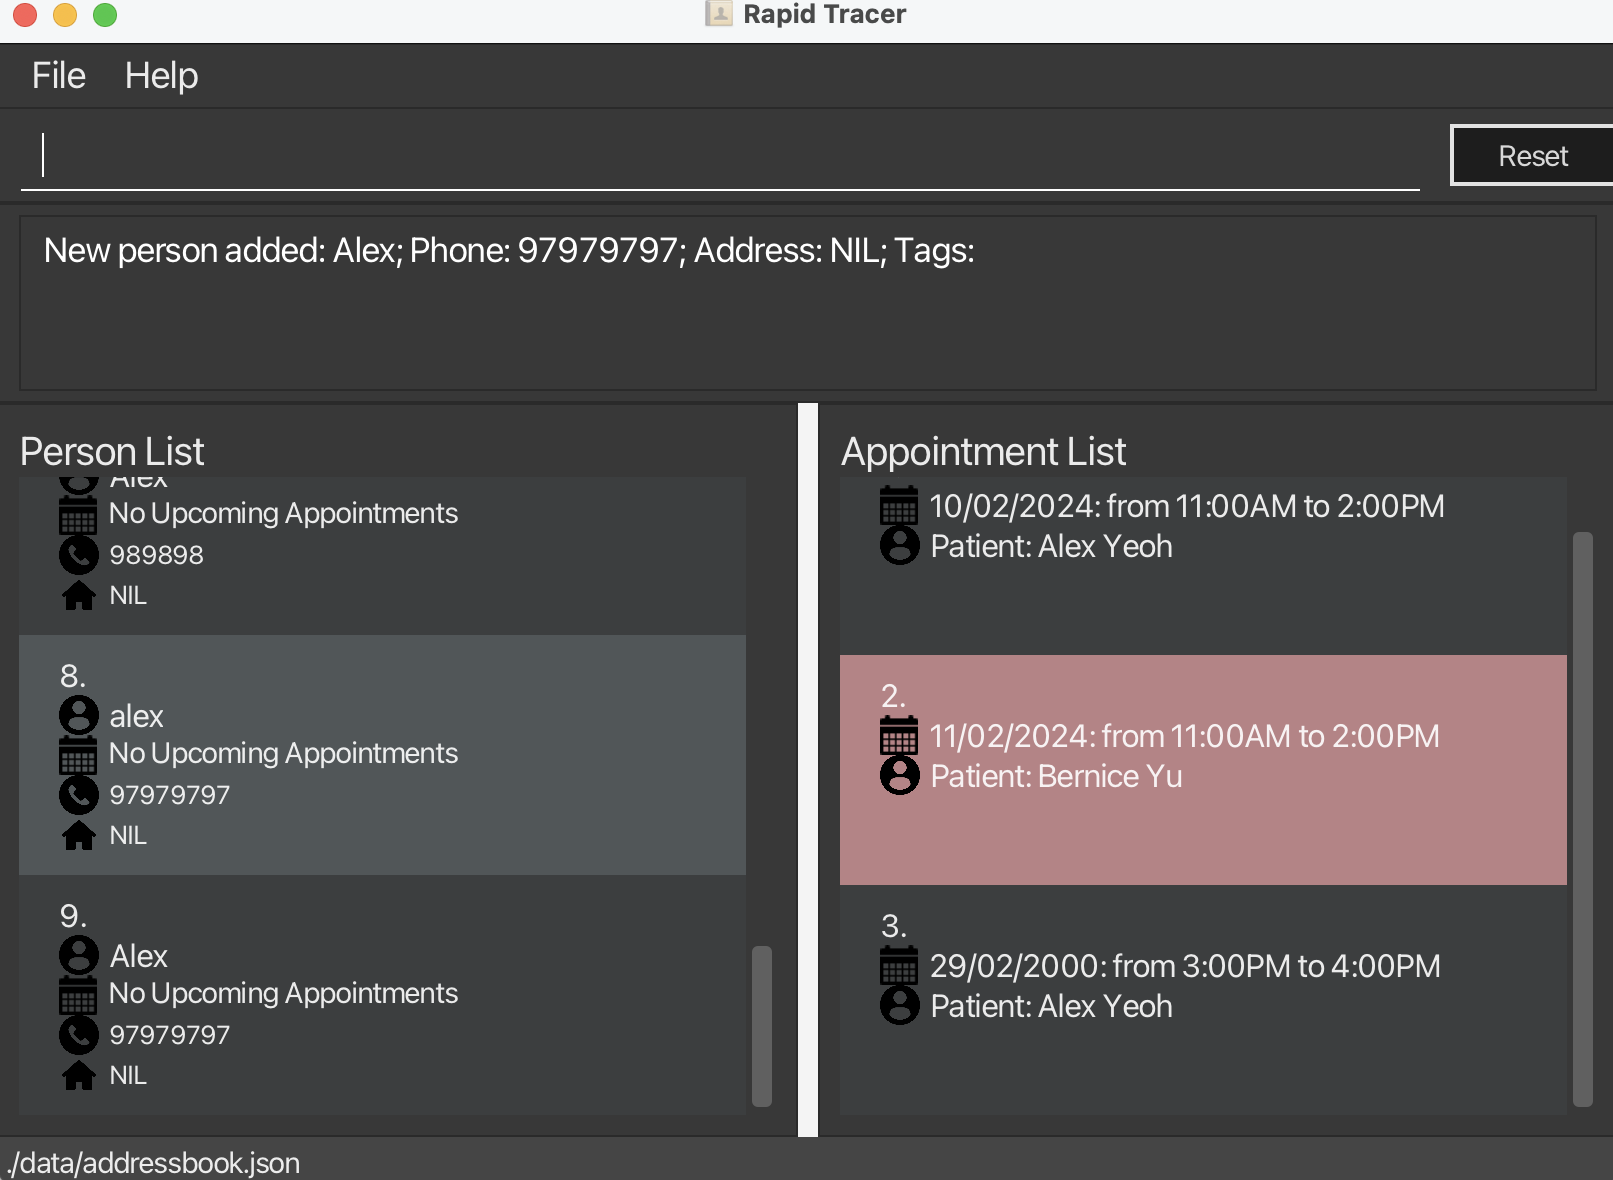 Rapid Tracer
File Help
Reset
New person added: Alex; Phone: 97979797; Address: NIL; Tags:
Person List
Alex
No Upcoming Appointments
989898
NIL
8.
alex
No Upcoming Appointments
97979797
NIL
9.
Alex
No Upcoming Appointments
97979797
NIL
Appointment List
10/02/2024: from 11:00AM to 2:00PM
Patient: Alex Yeoh
2.
11/02/2024: from 11:00AM to 2:00PM
Patient: Bernice Yu
3.
29/02/2000: from 3:00PM to 4:00PM
Patient: Alex Yeoh
./data/addressbook.json